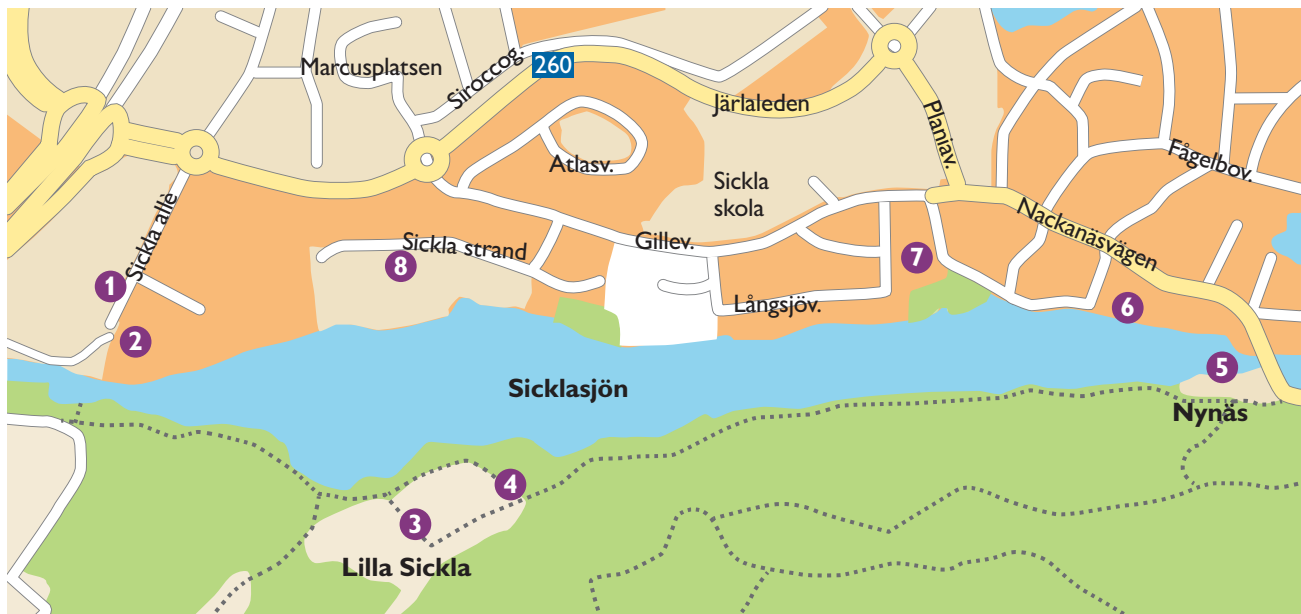 Marcusplatsen
Siroccog.
260
Järlaleden
Planiav.
Fågelbov.
Atlasv.
Sickla
skola
Sickla allè
Sickla strand
Gillev.
Nackanäsvägen
1
8
7
2
Långsjöv.
6
5
Sicklasjön
Nynäs
4
3
Lilla Sickla